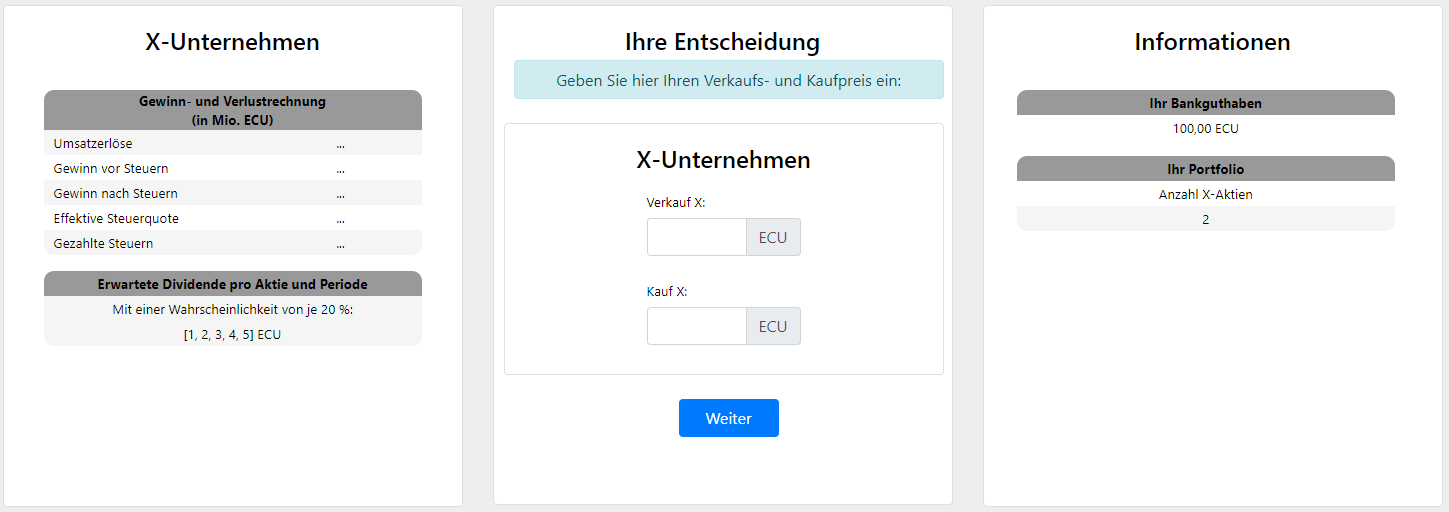 X-Unternehmen
Gewinn- und Verlustrechnung
(in Mio. ECU)
Umsatzerlöse ...
Gewinn vor Steuern ...
Gewinn nach Steuern ...
Effektive Steuerquote ...
Gezahlte Steuern ...
Erwartete Dividende pro Aktie und Periode
Mit einer Wahrscheinlichkeit von je 20 %:
[1, 2, 3, 4, 5] ECU
Ihre Entscheidung
Geben Sie hier Ihren Verkaufs- und Kaufpreis ein:
X-Unternehmen
Verkauf X:
ECU
Kauf X:
ECU
Weiter
Informationen
Ihr Bankguthaben
100,00 ECU
Ihr Portfolio
Anzahl X-Aktien
2